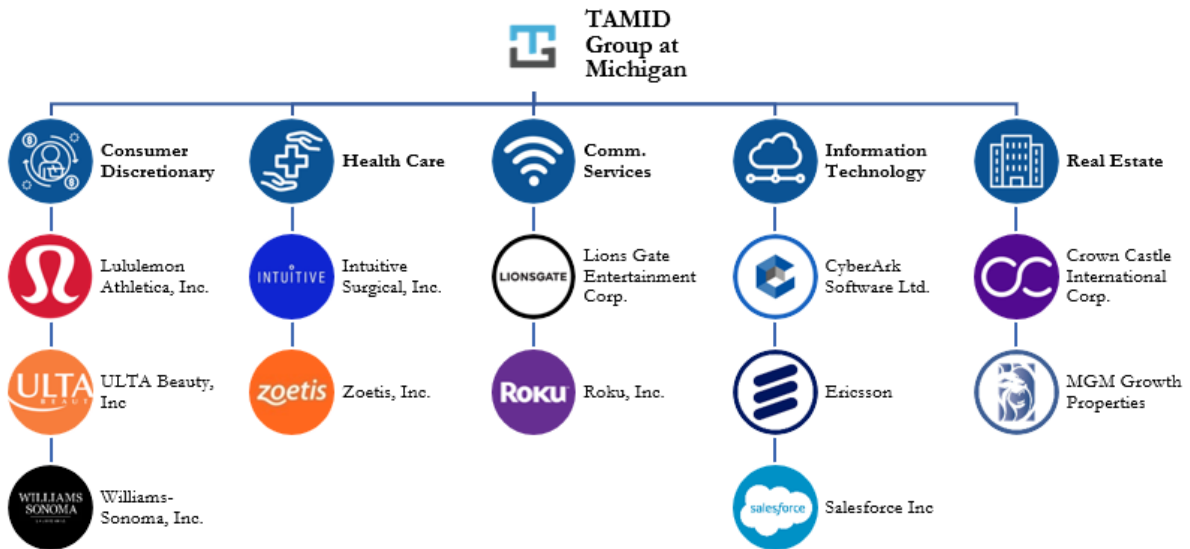 TAMID
Group at
Michigan
Consumer
Discretionary
Health Care
Comm.
Services
Information
Technology
Real Estate
Lululemon
Athletica, Inc.
INTUITIVE
Intuitive
Surgical, Inc.
LIONSGATE
Lions Gate
Entertainment
Corp.
CyberArk
Software Ltd.
Crown Castle
International
Corp.
ULTA
BEAUT
ULTA Beauty,
Inc
zoetis
Zoetis, Inc.
ROKU
Roku, Inc.
Ericsson
MGM Growth
Properties
WILLIAMS
SONOMA
Williams-
Sonoma, Inc.
salesforce
Salesforce Inc